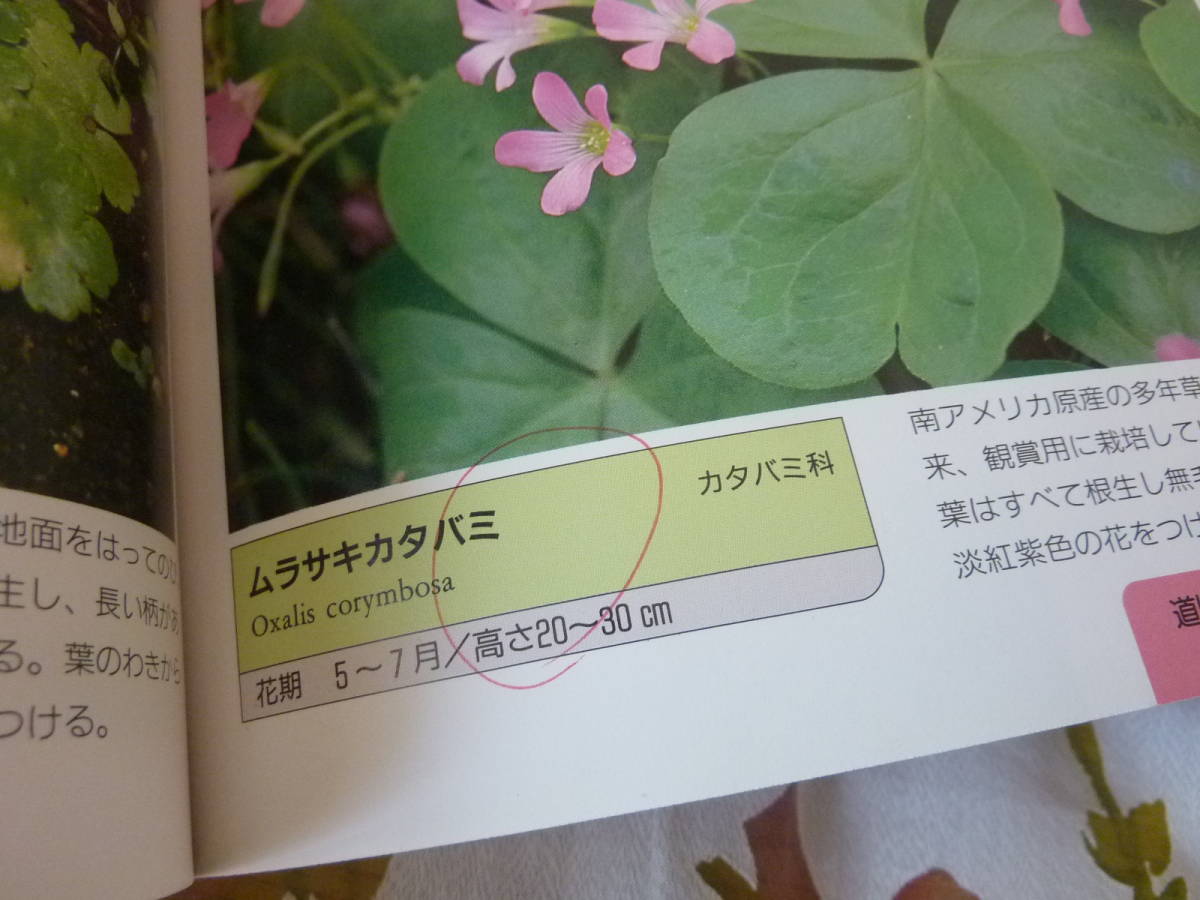 地面をはってのび
生し、長い柄があ
る。葉のわきから
つける。
ムラサキカタバミ
カタバミ科
Oxalis corymbosa
花期 5～7月／高さ20～30cm
南アメリカ原産の多年草
来、観賞用に栽培してい
葉はすべて根生し無
淡紅紫色の花をつけ
道